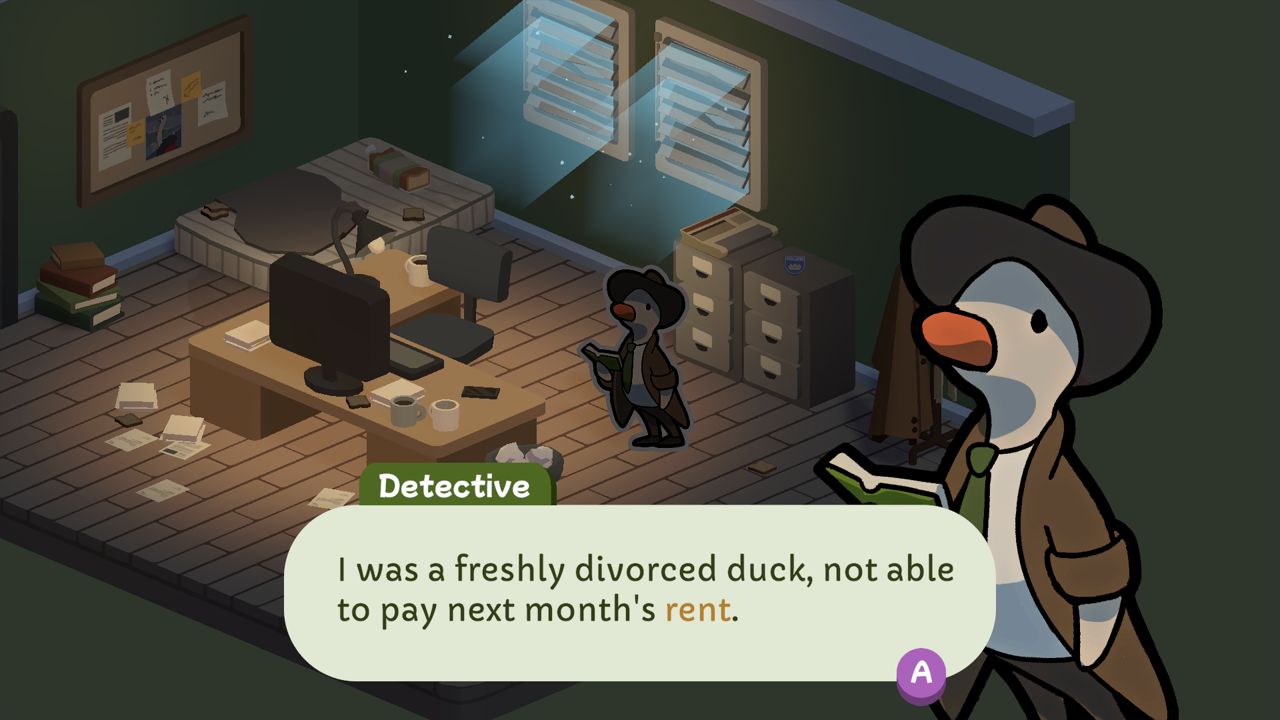 Detective
I was a freshly divorced duck, not able
to pay next month's rent.
A